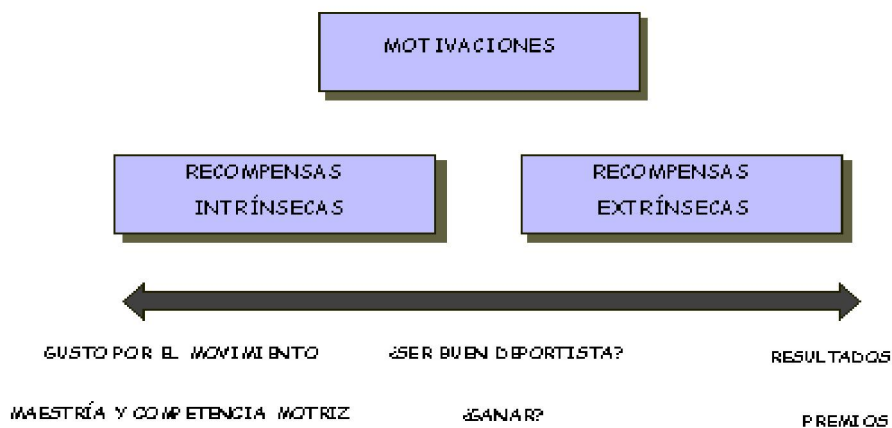 MOTIVACIONES
RECOMPENSAS
INTRÍNSECAS
RECOMPENSAS
EXTRÍNSECAS
GUSTO POR EL MOVIMIENTO
¿SER BUEN DEPORTISTA?
RESULTADOS
MAESTRÍA Y COMPETENCIA MOTRIZ
¿GANAR?
PREMIOS